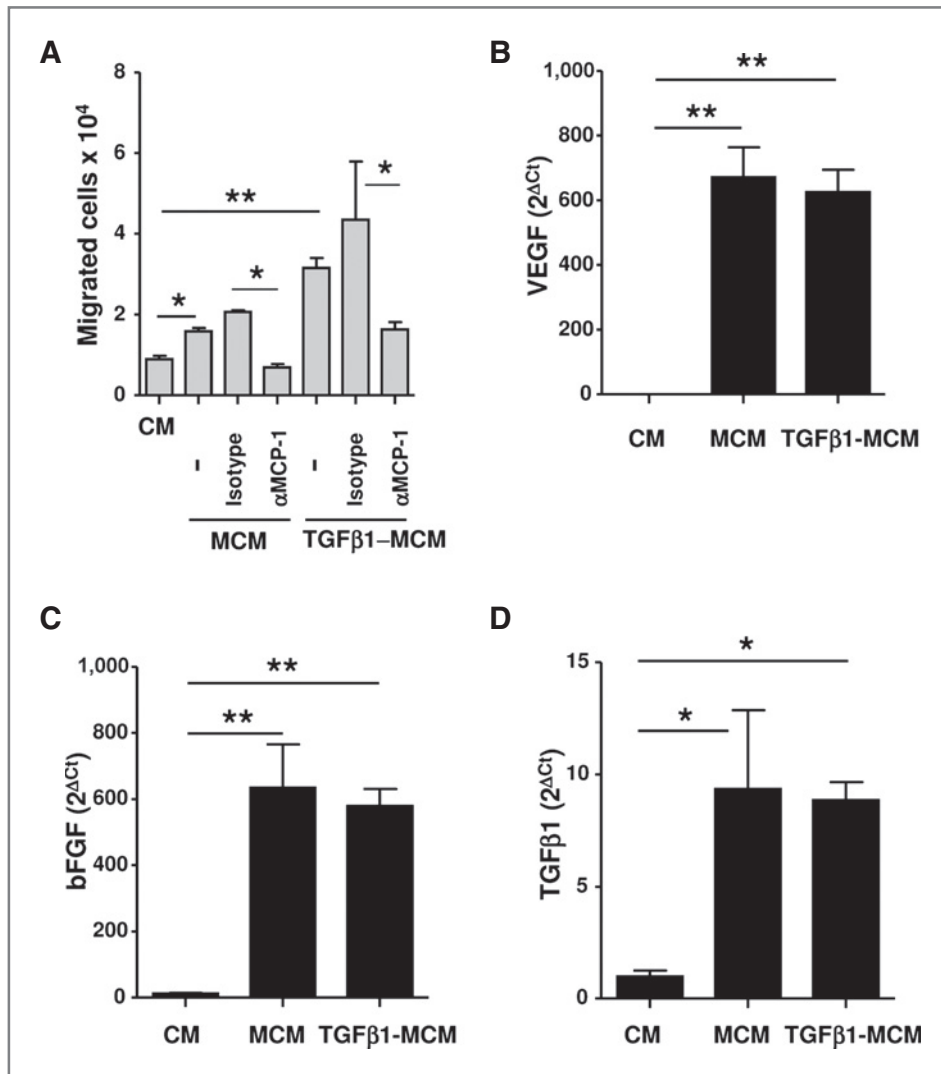 A
Migrated cells x 10⁴
8
6
4
2
0
*
**
*
*
CM
–
Isotype
αMCP-1
–
Isotype
αMCP-1
MCM
TGFβ1–MCM
B
VEGF (2^ΔCt)
1,000
800
600
400
200
0
**
**
CM MCM TGFβ1-MCM
C
bFGF (2^ΔCt)
1,000
800
600
400
200
0
**
**
CM MCM TGFβ1-MCM
D
TGFβ1 (2^ΔCt)
15
10
5
0
*
*
CM MCM TGFβ1-MCM